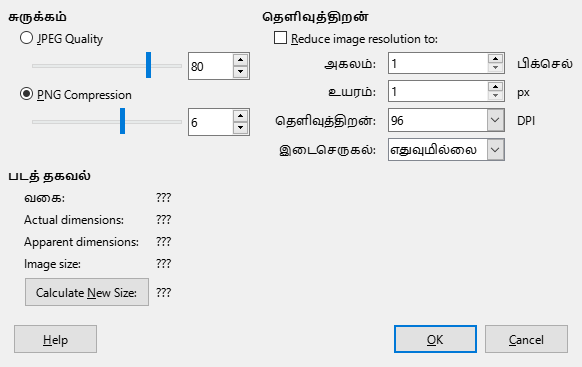 சுருக்கம்
JPEG Quality
80
PNG Compression
6
தெளிவுத்திறன்
Reduce image resolution to:
அகலம்: 1 பிக்செல்
உயரம்: 1 px
தெளிவுத்திறன்: 96 DPI
இடைசெருகல்: எதுவுமில்லை
படத் தகவல்
வகை: ???
Actual dimensions: ???
Apparent dimensions: ???
Image size: ???
Calculate New Size: ???
Help OK Cancel